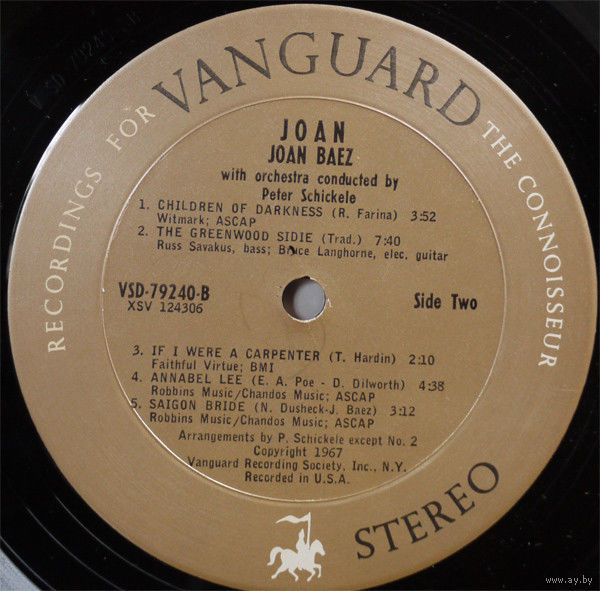 RECORDINGS FOR VANGUARD THE CONNOISSEUR
JOAN
JOAN BAEZ
with orchestra conducted by
Peter Schickele
1. CHILDREN OF DARKNESS (R. Farina) 3:52
Witmark; ASCAP
2. THE GREENWOOD SIDIE (Trad.) 7:40
Russ Savakus, bass; Bruce Langhorne, elec. guitar
VSD-79240-B
XSV 124306
Side Two
3. IF I WERE A CARPENTER (T. Hardin) 2:10
Faithful Virtue; BMI
4. ANNABEL LEE (E. A. Poe - D. Dilworth) 4:38
Robbins Music/Chandos Music; ASCAP
5. SAIGON BRIDE (N. Dusheck-J. Baez) 3:12
Robbins Music/Chandos Music; ASCAP
Arrangements by P. Schickele except No. 2
Copyright 1967
Vanguard Recording Society, Inc., N.Y.
Recorded in U.S.A.
STEREO
www.ay.by